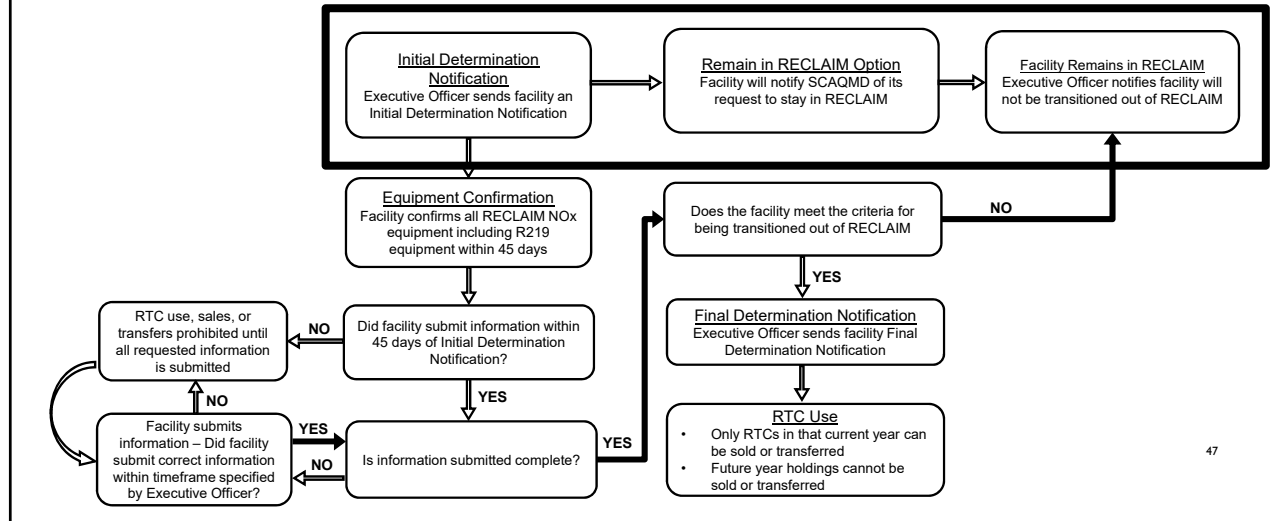 Initial Determination
Notification
Executive Officer sends facility an
Initial Determination Notification
Remain in RECLAIM Option
Facility will notify SCAQMD of its
request to stay in RECLAIM
Facility Remains in RECLAIM
Executive Officer notifies facility will
not be transitioned out of RECLAIM
Equipment Confirmation
Facility confirms all RECLAIM NOx
equipment including R219
equipment within 45 days
Does the facility meet the criteria for
being transitioned out of RECLAIM
NO
YES
RTC use, sales, or
transfers prohibited until
all requested information
is submitted
NO
Did facility submit information within
45 days of Initial Determination
Notification?
Final Determination Notification
Executive Officer sends facility Final
Determination Notification
NO
YES
Facility submits
information – Did facility
submit correct information
within timeframe specified
by Executive Officer?
YES
NO
Is information submitted complete?
YES
RTC Use
• Only RTCs in that current year can
be sold or transferred
• Future year holdings cannot be
sold or transferred
47